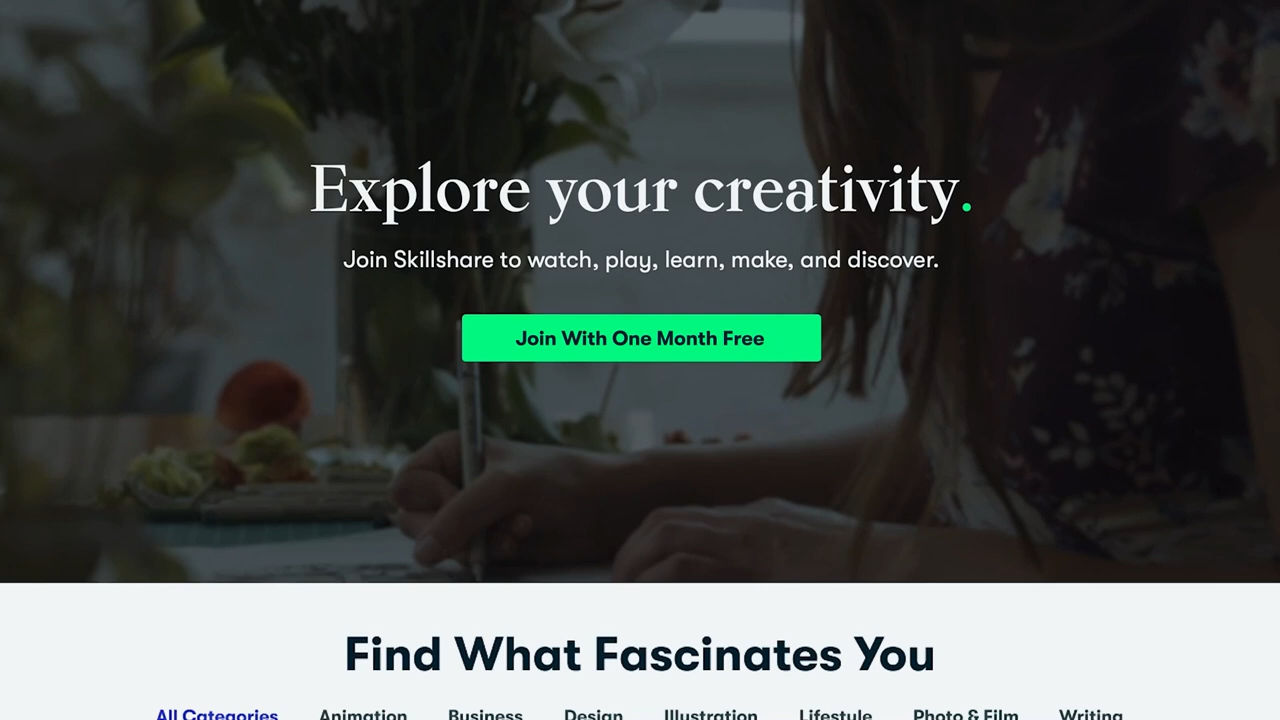 Explore your creativity.
Join Skillshare to watch, play, learn, make, and discover.
Join With One Month Free
Find What Fascinates You
All Categories Animation Business Design Illustration Lifestyle Photo & Film Writing